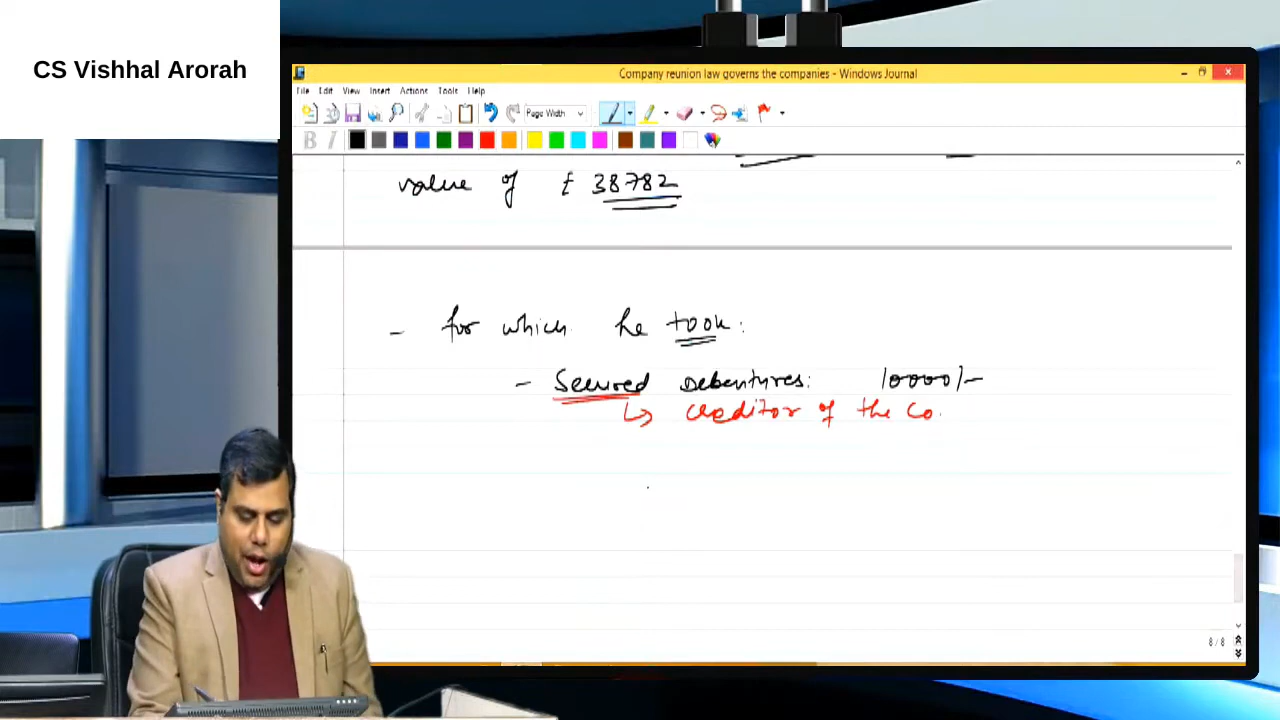 CS Vishhal Arorah
Company reunion law governs the companies - Windows Journal
File Edit View Insert Actions Tools Help
Page Width
B I
value of £ 38782
- for which he took:
- Secured Debentures: 10000/-
↳ creditor of the Co.
8 / 8